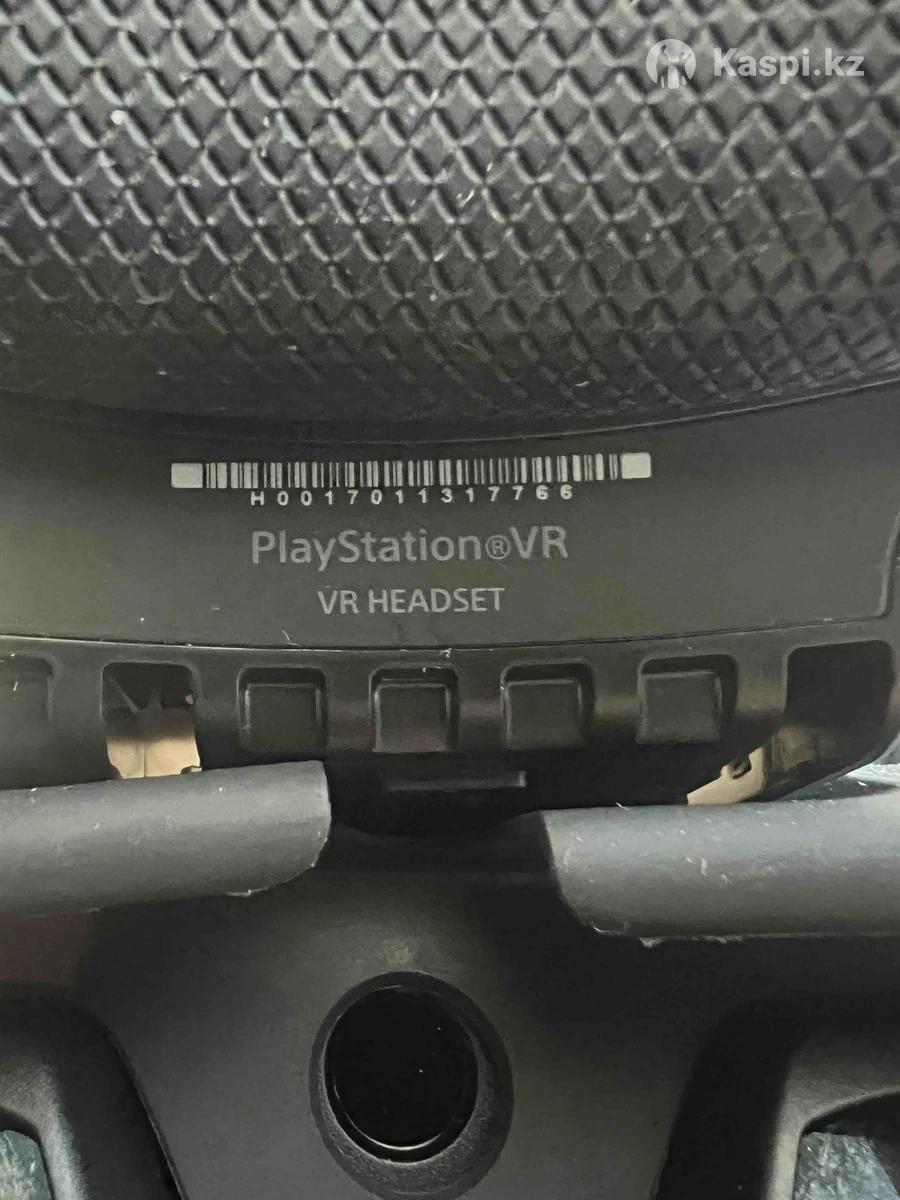 Kaspi.kz
H0017011317766
PlayStation®VR
VR HEADSET